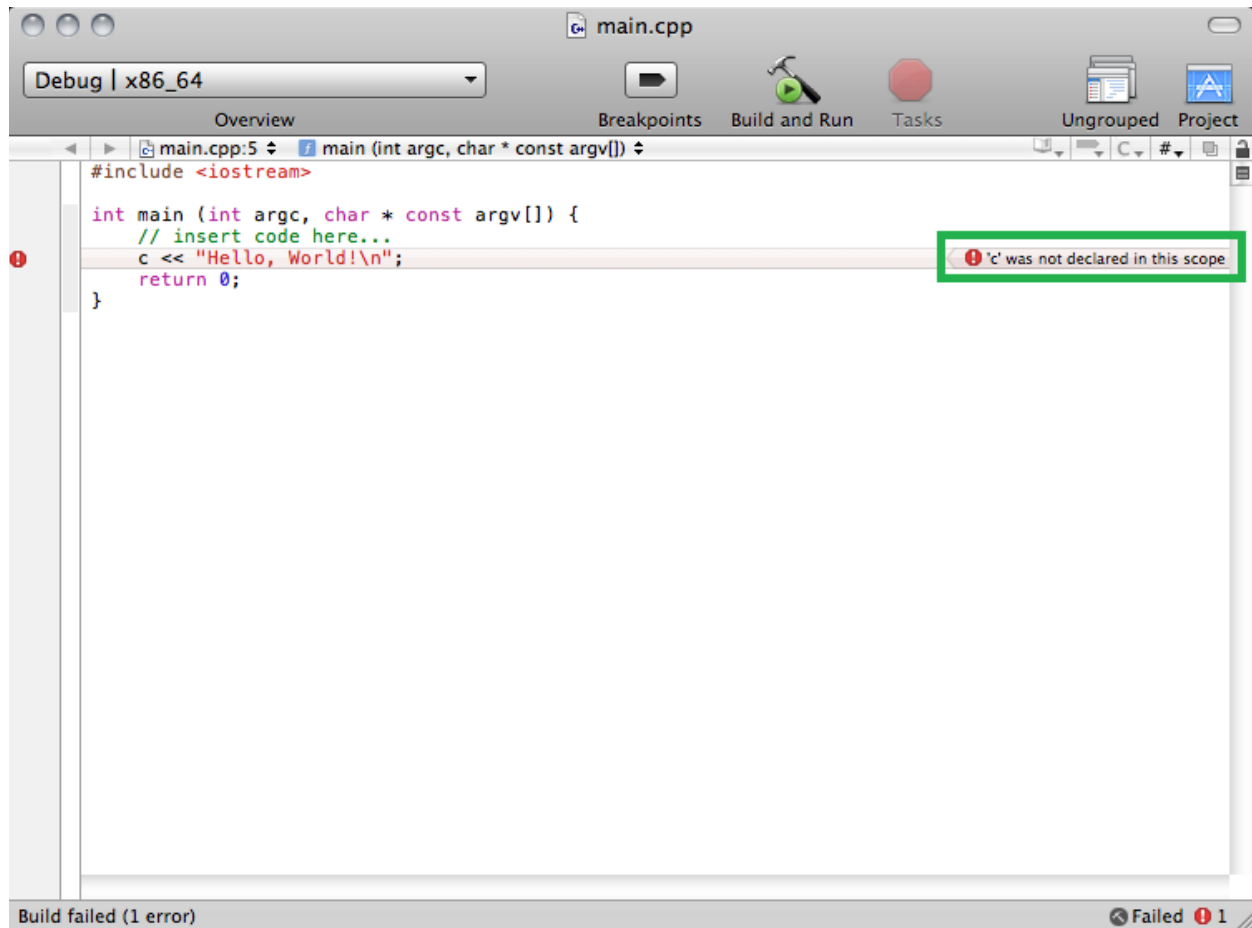 main.cpp
Debug | x86_64
Overview
Breakpoints
Build and Run
Tasks
Ungrouped
Project
main.cpp:5
main (int argc, char * const argv[])
C
#
#include <iostream>
int main (int argc, char * const argv[]) {
// insert code here...
c << "Hello, World!\n";
'c' was not declared in this scope
return 0;
}
Build failed (1 error)
Failed
1